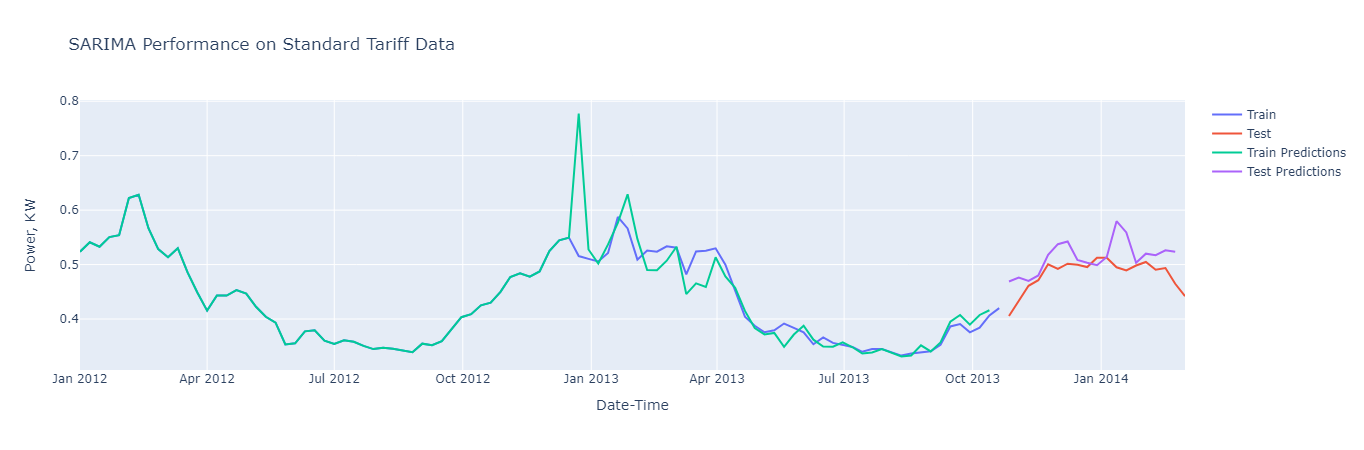 SARIMA Performance on Standard Tariff Data
0.8
0.7
0.6
0.5
0.4
Power, KW
Jan 2012 Apr 2012 Jul 2012 Oct 2012 Jan 2013 Apr 2013 Jul 2013 Oct 2013 Jan 2014
Date-Time
Train
Test
Train Predictions
Test Predictions